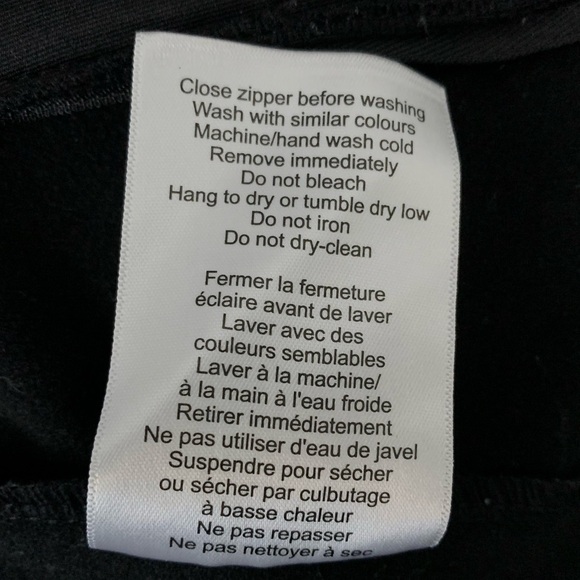 Close zipper before washing
Wash with similar colours
Machine/hand wash cold
Remove immediately
Do not bleach
Hang to dry or tumble dry low
Do not iron
Do not dry-clean
Fermer la fermeture
éclaire avant de laver
Laver avec des
couleurs semblables
Laver à la machine/
à la main à l'eau froide
Retirer immédiatement
Ne pas utiliser d'eau de javel
Suspendre pour sécher
ou sécher par culbutage
à basse chaleur
Ne pas repasser
Ne pas nettoyer à sec